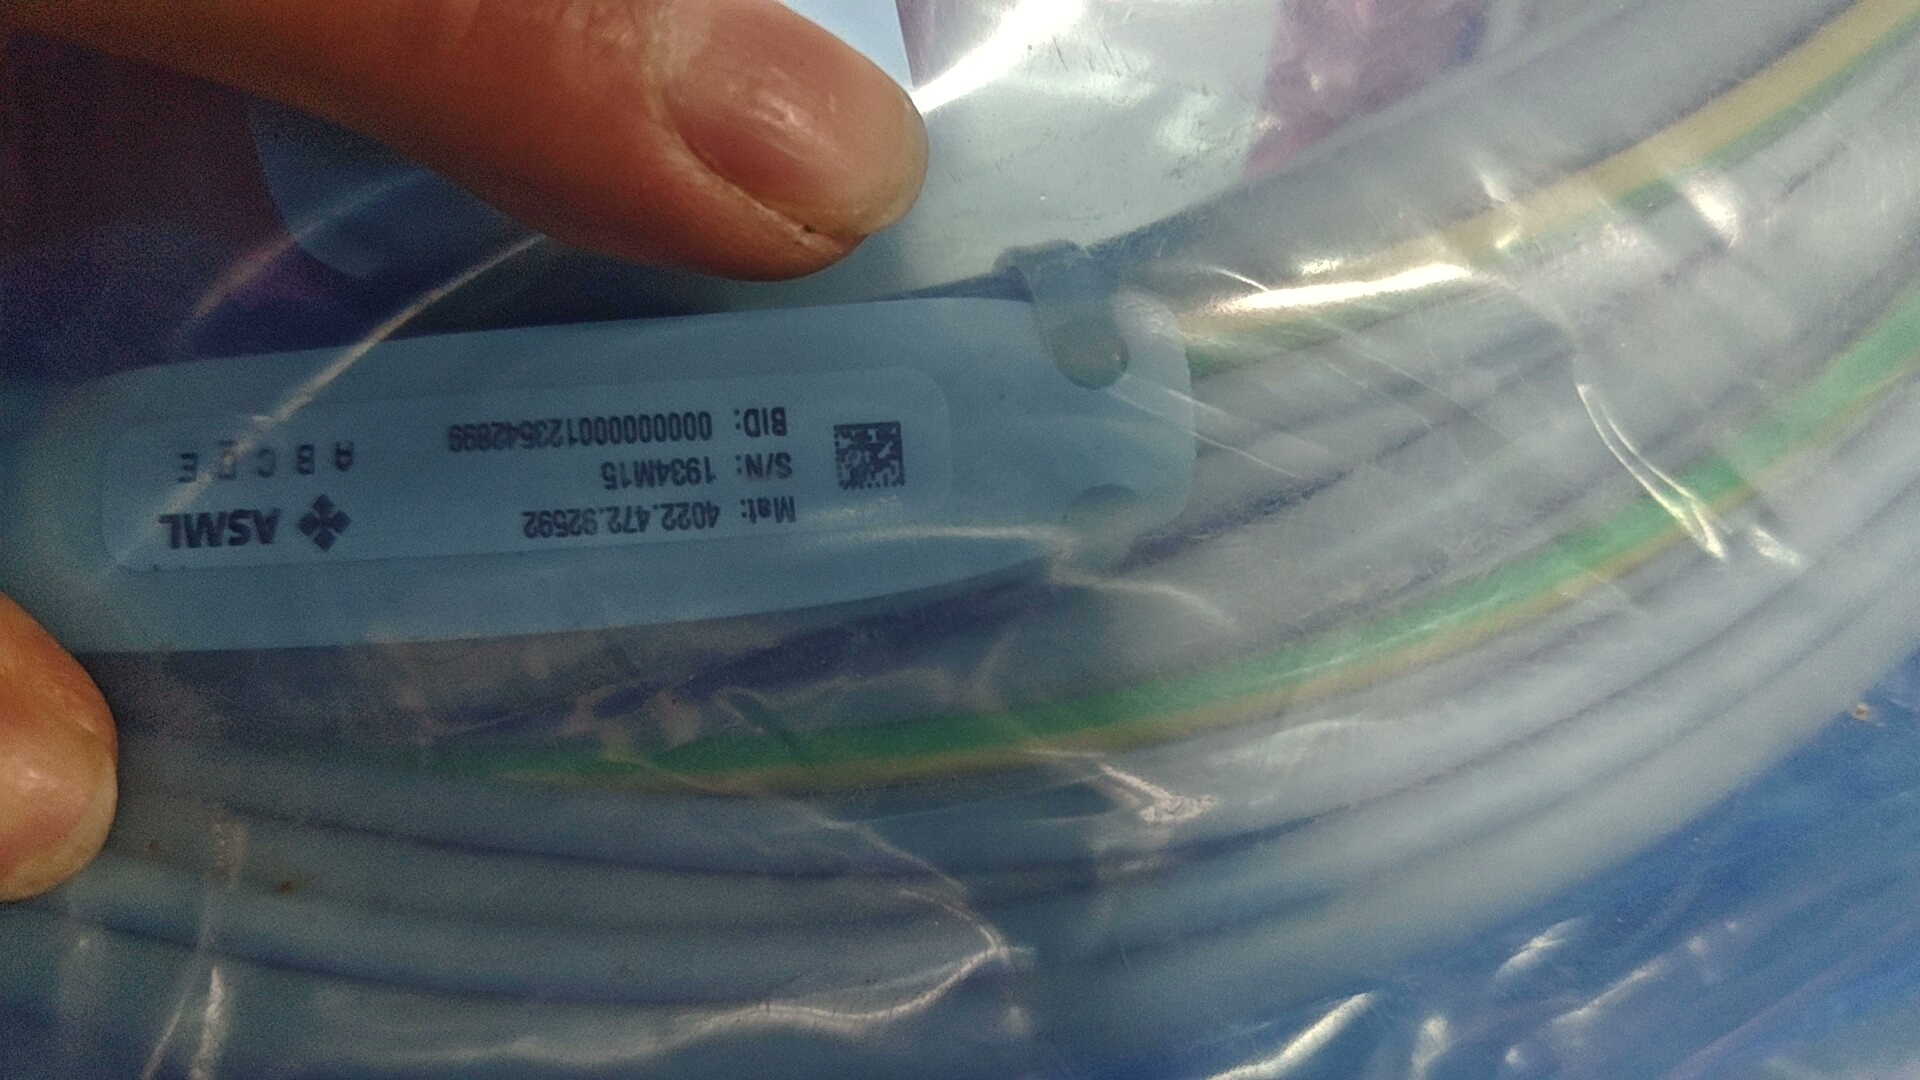 Mat: 4022.472.92592
S/N: 1934M15
BID: 000000000123542899
ASML
A B C D E